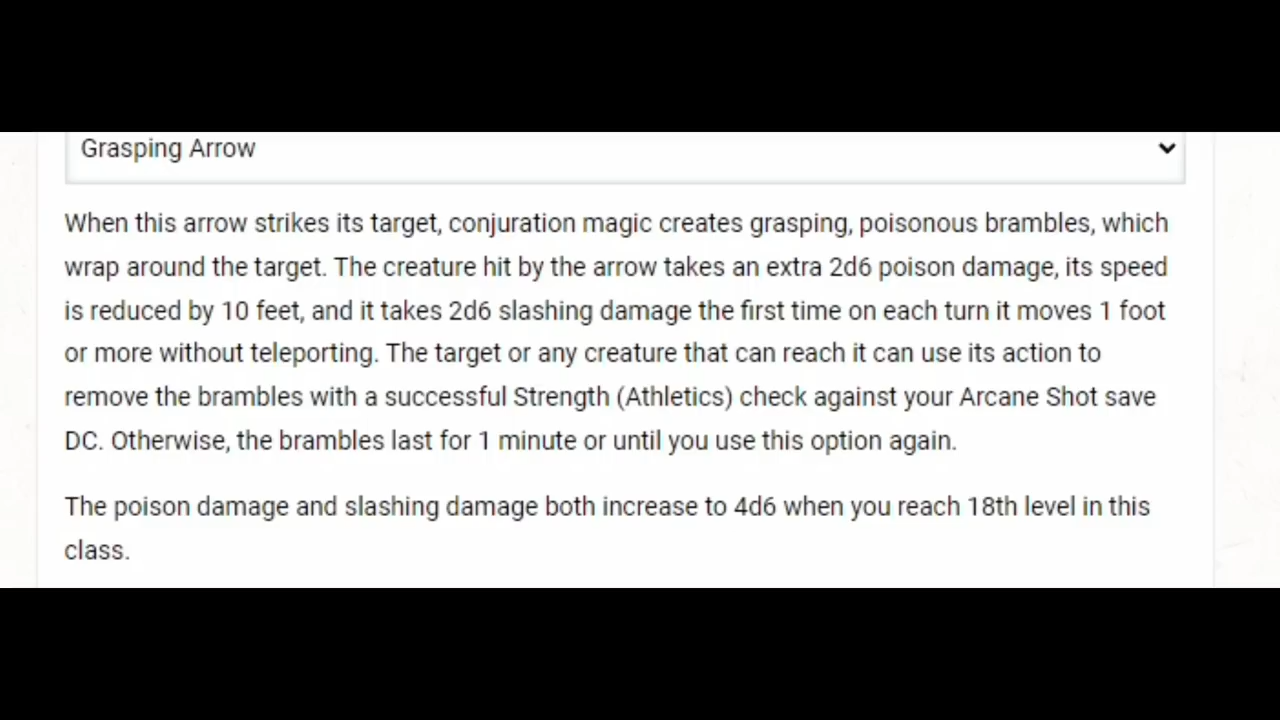 Grasping Arrow
When this arrow strikes its target, conjuration magic creates grasping, poisonous brambles, which
wrap around the target. The creature hit by the arrow takes an extra 2d6 poison damage, its speed
is reduced by 10 feet, and it takes 2d6 slashing damage the first time on each turn it moves 1 foot
or more without teleporting. The target or any creature that can reach it can use its action to
remove the brambles with a successful Strength (Athletics) check against your Arcane Shot save
DC. Otherwise, the brambles last for 1 minute or until you use this option again.
The poison damage and slashing damage both increase to 4d6 when you reach 18th level in this
class.